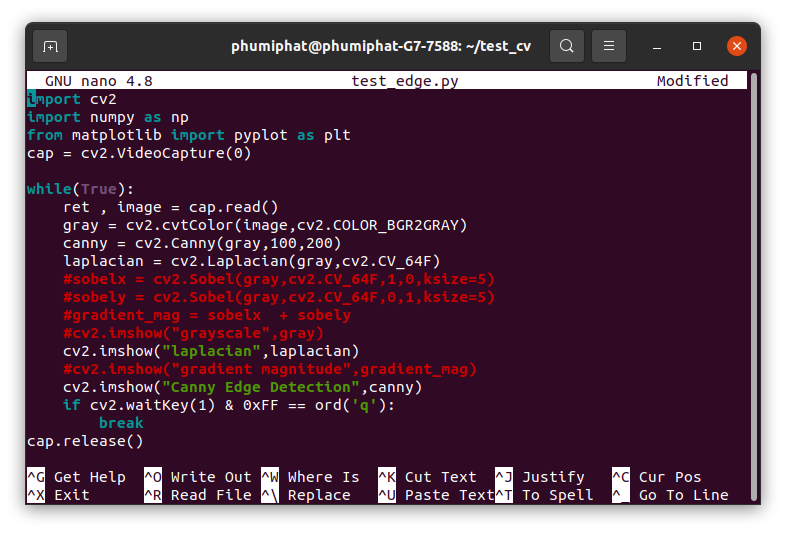 phumiphat@phumiphat-G7-7588: ~/test_cv
GNU nano 4.8 test_edge.py Modified
import cv2
import numpy as np
from matplotlib import pyplot as plt
cap = cv2.VideoCapture(0)

while(True):
    ret , image = cap.read()
    gray = cv2.cvtColor(image,cv2.COLOR_BGR2GRAY)
    canny = cv2.Canny(gray,100,200)
    laplacian = cv2.Laplacian(gray,cv2.CV_64F)
    #sobelx = cv2.Sobel(gray,cv2.CV_64F,1,0,ksize=5)
    #sobely = cv2.Sobel(gray,cv2.CV_64F,0,1,ksize=5)
    #gradient_mag = sobelx  + sobely
    #cv2.imshow("grayscale",gray)
    cv2.imshow("laplacian",laplacian)
    #cv2.imshow("gradient magnitude",gradient_mag)
    cv2.imshow("Canny Edge Detection",canny)
    if cv2.waitKey(1) & 0xFF == ord('q'):
        break
cap.release()

^G Get Help ^O Write Out ^W Where Is ^K Cut Text ^J Justify ^C Cur Pos
^X Exit ^R Read File ^\ Replace ^U Paste Text ^T To Spell ^_ Go To Line